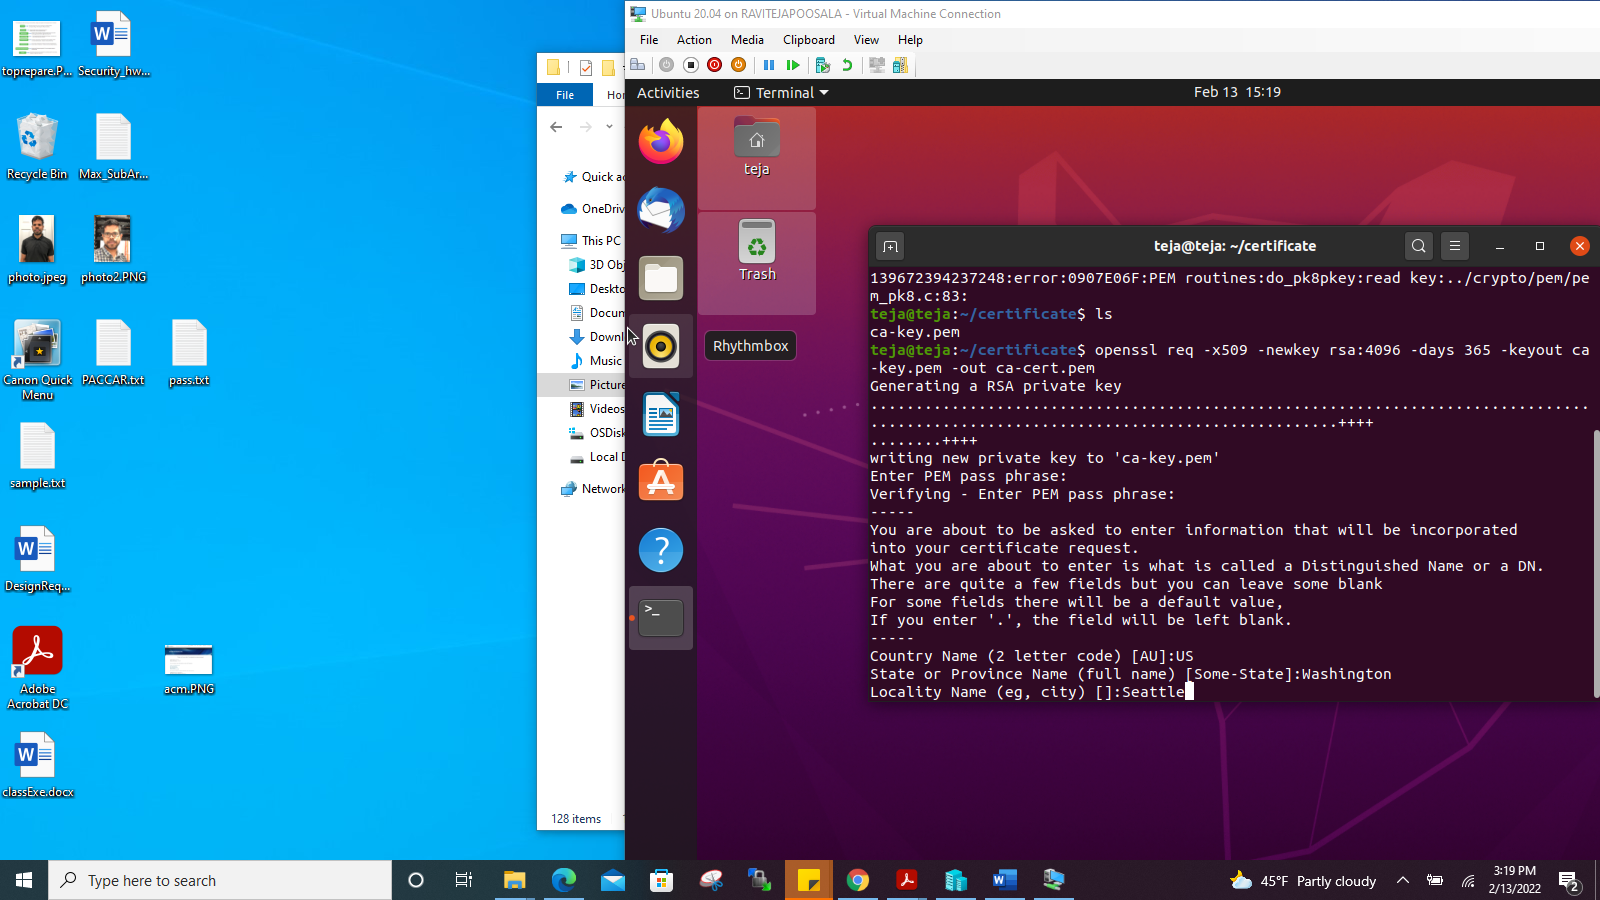 toprepare.P...
Security_hw...
Recycle Bin
Max_SubAr...
photo.jpeg
photo2.PNG
Canon Quick
Menu
PACCAR.txt
pass.txt
sample.txt
DesignReq...
Adobe
Acrobat DC
acm.PNG
classExe.docx
File
Hor
Quick ac
OneDriv
This PC
3D Obj
Deskto
Docum
Downl
Music
Picture
Videos
OSDisk
Local D
Network
128 items
Ubuntu 20.04 on RAVITEJAPOOSALA - Virtual Machine Connection
File Action Media Clipboard View Help
Activities
Terminal
Feb 13 15:19
teja
Trash
Rhythmbox
teja@teja: ~/certificate
139672394237248:error:0907E06F:PEM routines:do_pk8pkey:read key:../crypto/pem/pe
m_pk8.c:83:
teja@teja:~/certificate$ ls
ca-key.pem
teja@teja:~/certificate$ openssl req -x509 -newkey rsa:4096 -days 365 -keyout ca
-key.pem -out ca-cert.pem
Generating a RSA private key
................................................................................
....................................................++++
........++++
writing new private key to 'ca-key.pem'
Enter PEM pass phrase:
Verifying - Enter PEM pass phrase:
-----
You are about to be asked to enter information that will be incorporated
into your certificate request.
What you are about to enter is what is called a Distinguished Name or a DN.
There are quite a few fields but you can leave some blank
For some fields there will be a default value,
If you enter '.', the field will be left blank.
-----
Country Name (2 letter code) [AU]:US
State or Province Name (full name) [Some-State]:Washington
Locality Name (eg, city) []:Seattle
Type here to search
45°F Partly cloudy
3:19 PM
2/13/2022
2